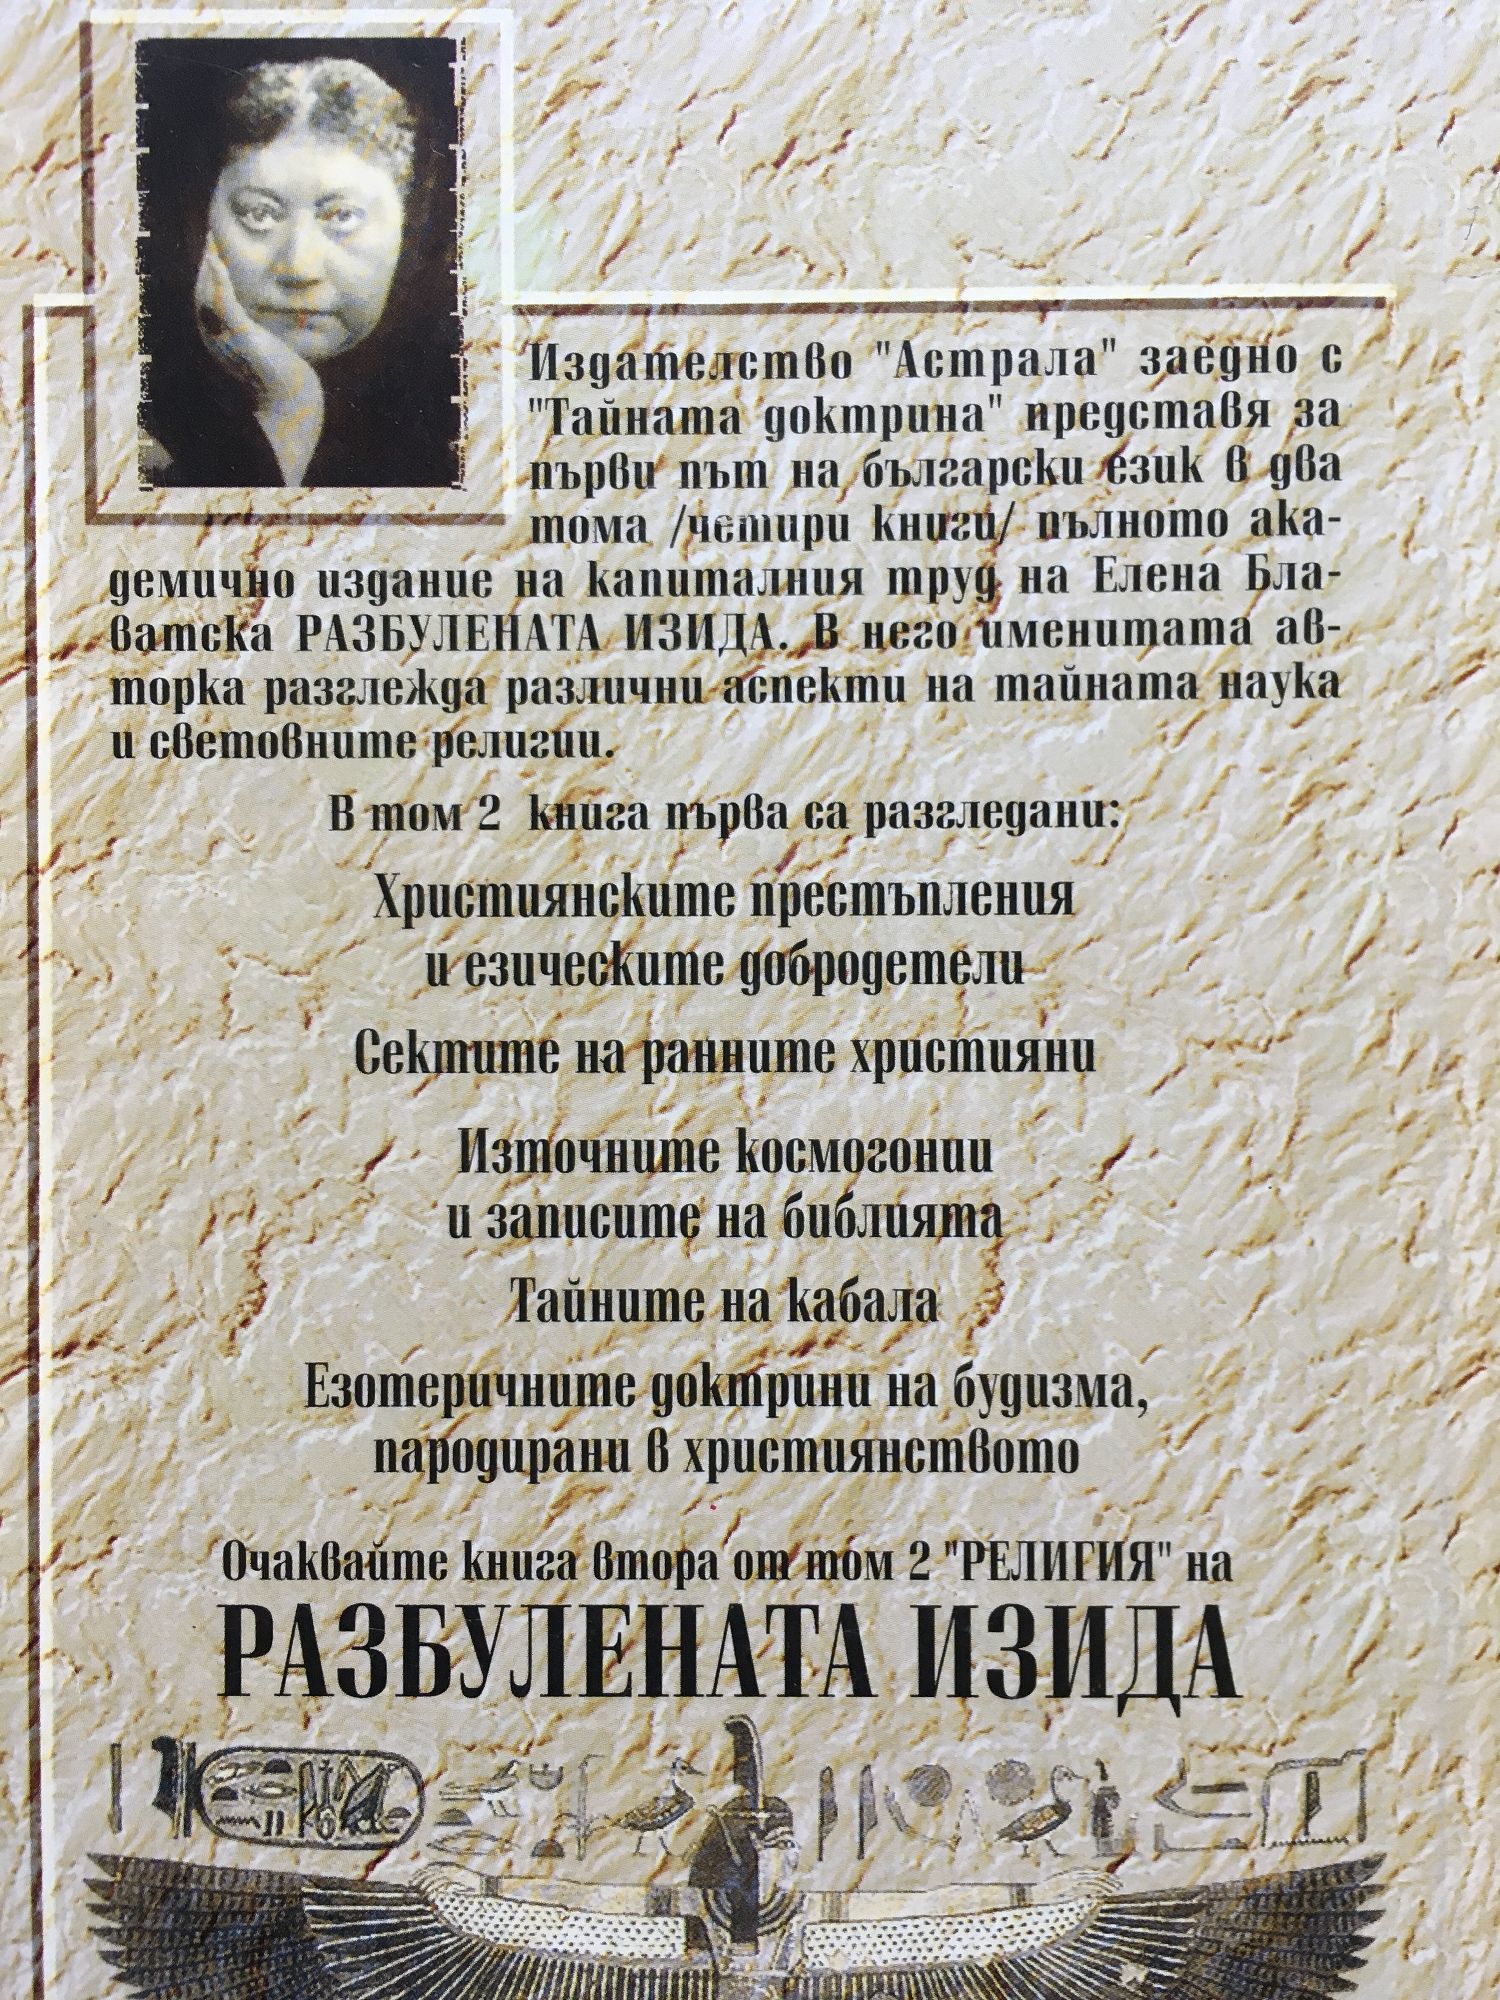 Издателство "Астрала" заедно с
"Тайната доктрина" представя за
първи път на български език в два
тома /четири книги/ пълното ака-
демично издание на капиталния труд на Елена Бла-
ватска РАЗБУЛЕНАТА ИЗИДА. В него именитата ав-
торка разглежда различни аспекти на тайната наука
и световните религии.
В том 2 книга първа са разгледани:
Християнските престъпления
и езическите добродетели
Сектите на ранните християни
Източните космогонии
и записите на библията
Тайните на кабала
Езотеричните доктрини на будизма,
пародирани в християнството
Очаквайте книга втора от том 2 "РЕЛИГИЯ" на
РАЗБУЛЕНАТА ИЗИДА